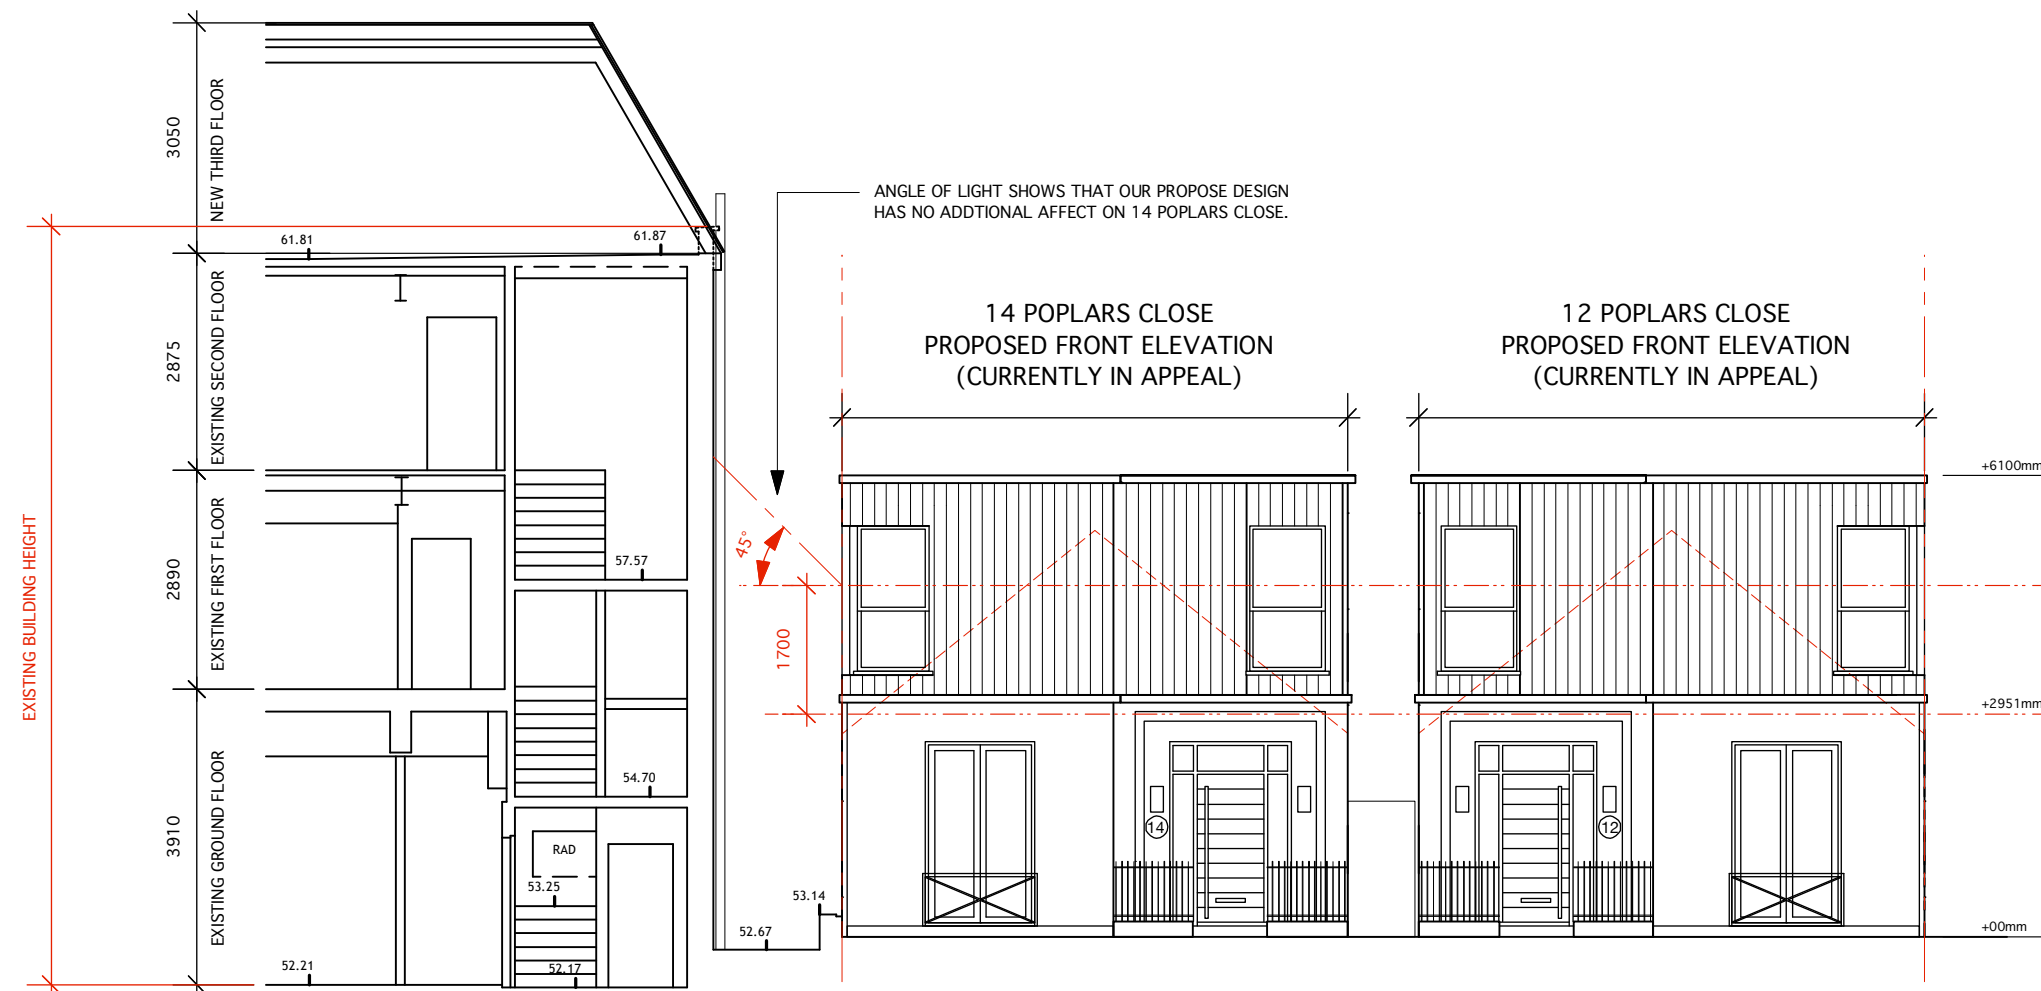 3050
NEW THIRD FLOOR
2875
EXISTING SECOND FLOOR
2890
EXISTING FIRST FLOOR
3910
EXISTING GROUND FLOOR
EXISTING BUILDING HEIGHT
61.81
61.87
57.57
54.70
RAD
53.25
52.21
52.17
52.67
53.14
ANGLE OF LIGHT SHOWS THAT OUR PROPOSE DESIGN
HAS NO ADDTIONAL AFFECT ON 14 POPLARS CLOSE.
45°
1700
14 POPLARS CLOSE
PROPOSED FRONT ELEVATION
(CURRENTLY IN APPEAL)
12 POPLARS CLOSE
PROPOSED FRONT ELEVATION
(CURRENTLY IN APPEAL)
14
12
+6100mm
+2951mm
+00mm